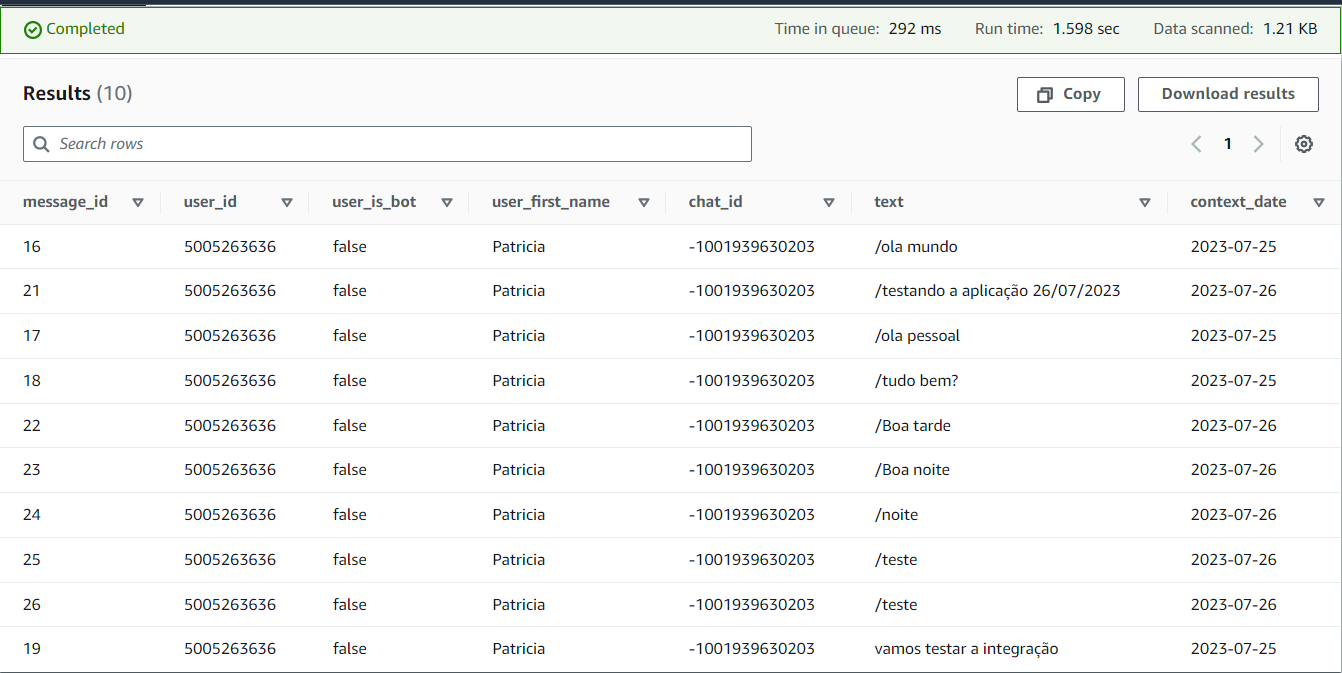 Completed Time in queue: 292 ms Run time: 1.598 sec Data scanned: 1.21 KB
Results (10) Copy Download results
Search rows 1
message_id user_id user_is_bot user_first_name chat_id text context_date
16 5005263636 false Patricia -1001939630203 /ola mundo 2023-07-25
21 5005263636 false Patricia -1001939630203 /testando a aplicação 26/07/2023 2023-07-26
17 5005263636 false Patricia -1001939630203 /ola pessoal 2023-07-25
18 5005263636 false Patricia -1001939630203 /tudo bem? 2023-07-25
22 5005263636 false Patricia -1001939630203 /Boa tarde 2023-07-26
23 5005263636 false Patricia -1001939630203 /Boa noite 2023-07-26
24 5005263636 false Patricia -1001939630203 /noite 2023-07-26
25 5005263636 false Patricia -1001939630203 /teste 2023-07-26
26 5005263636 false Patricia -1001939630203 /teste 2023-07-26
19 5005263636 false Patricia -1001939630203 vamos testar a integração 2023-07-25